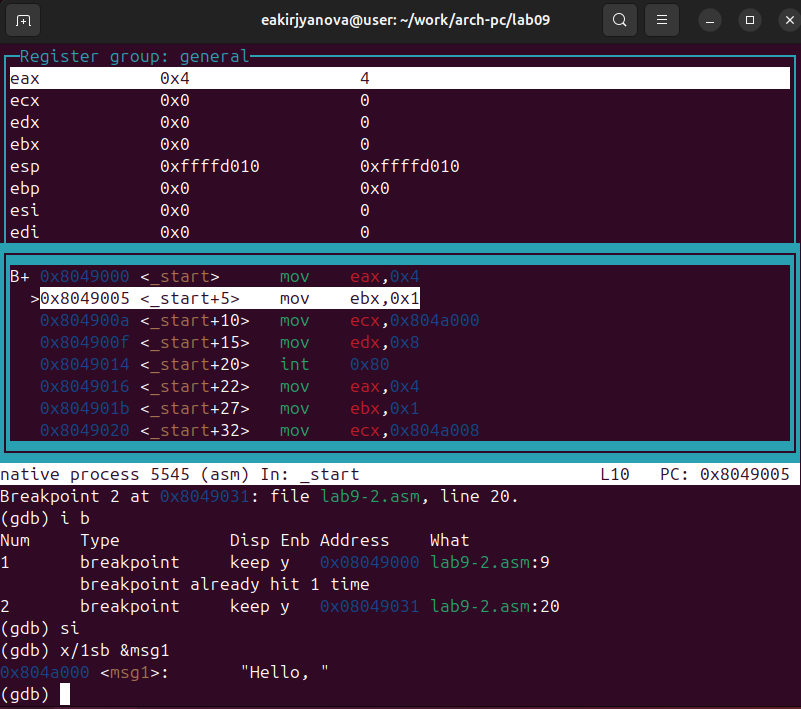 eakirjyanova@user: ~/work/arch-pc/lab09
Register group: general
eax 0x4 4
ecx 0x0 0
edx 0x0 0
ebx 0x0 0
esp 0xffffd010 0xffffd010
ebp 0x0 0x0
esi 0x0 0
edi 0x0 0
B+ 0x8049000 <_start> mov eax,0x4
>0x8049005 <_start+5> mov ebx,0x1
0x804900a <_start+10> mov ecx,0x804a000
0x804900f <_start+15> mov edx,0x8
0x8049014 <_start+20> int 0x80
0x8049016 <_start+22> mov eax,0x4
0x804901b <_start+27> mov ebx,0x1
0x8049020 <_start+32> mov ecx,0x804a008
native process 5545 (asm) In: _start L10 PC: 0x8049005
Breakpoint 2 at 0x8049031: file lab9-2.asm, line 20.
(gdb) i b
Num Type Disp Enb Address What
1 breakpoint keep y 0x08049000 lab9-2.asm:9
breakpoint already hit 1 time
2 breakpoint keep y 0x08049031 lab9-2.asm:20
(gdb) si
(gdb) x/1sb &msg1
0x804a000 <msg1>: "Hello, "
(gdb)